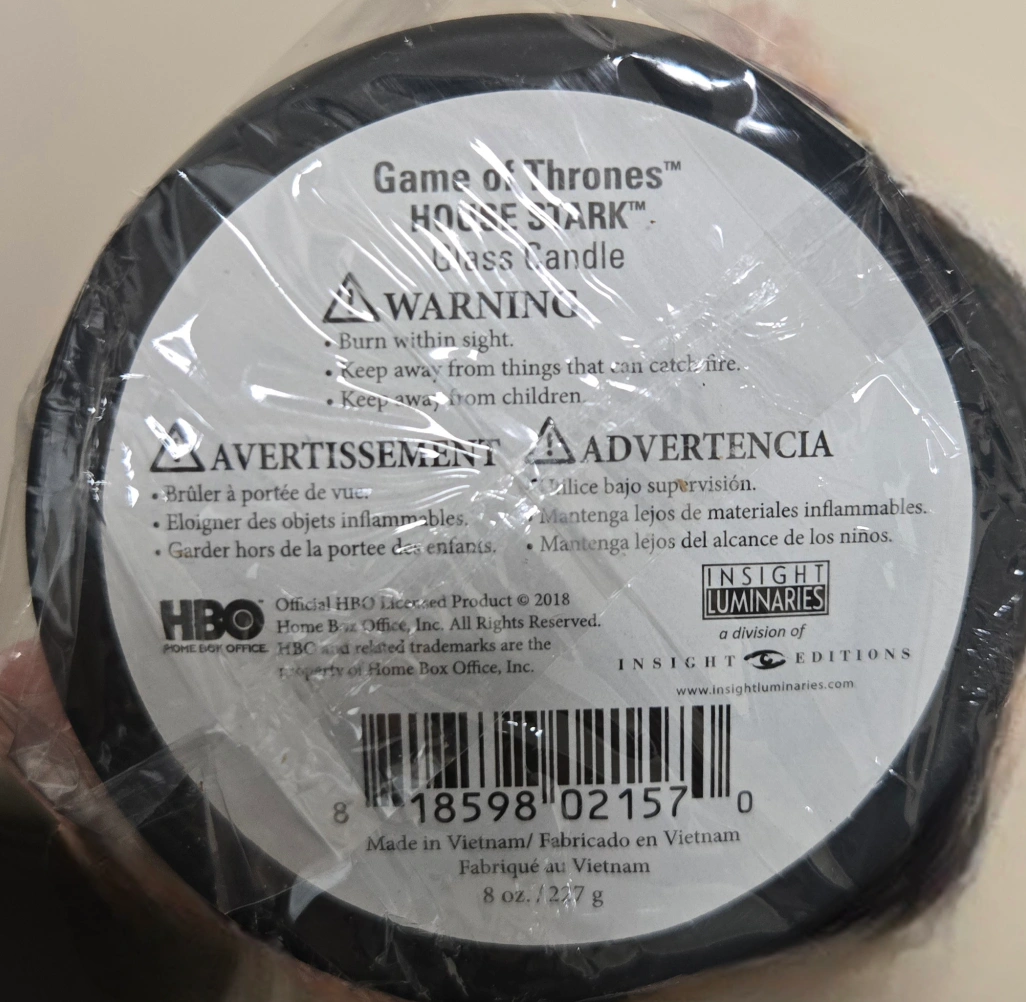 Game of Thrones™
HOUSE STARK™
Glass Candle
WARNING
• Burn within sight.
• Keep away from things that can catch fire.
• Keep away from children.
AVERTISSEMENT
• Brûler à portée de vue.
• Eloigner des objets inflammables.
• Garder hors de la portee des enfants.
ADVERTENCIA
• Utilice bajo supervisión.
• Mantenga lejos de materiales inflammables.
• Mantenga lejos del alcance de los niños.
HBO™
HOME BOX OFFICE
Official HBO Licensed Product © 2018
Home Box Office, Inc. All Rights Reserved.
HBO and related trademarks are the
property of Home Box Office, Inc.
INSIGHT
LUMINARIES
a division of
INSIGHT EDITIONS
www.insightluminaries.com
8 18598 02157 0
Made in Vietnam/ Fabricado en Vietnam
Fabriqué au Vietnam
8 oz. / 227 g